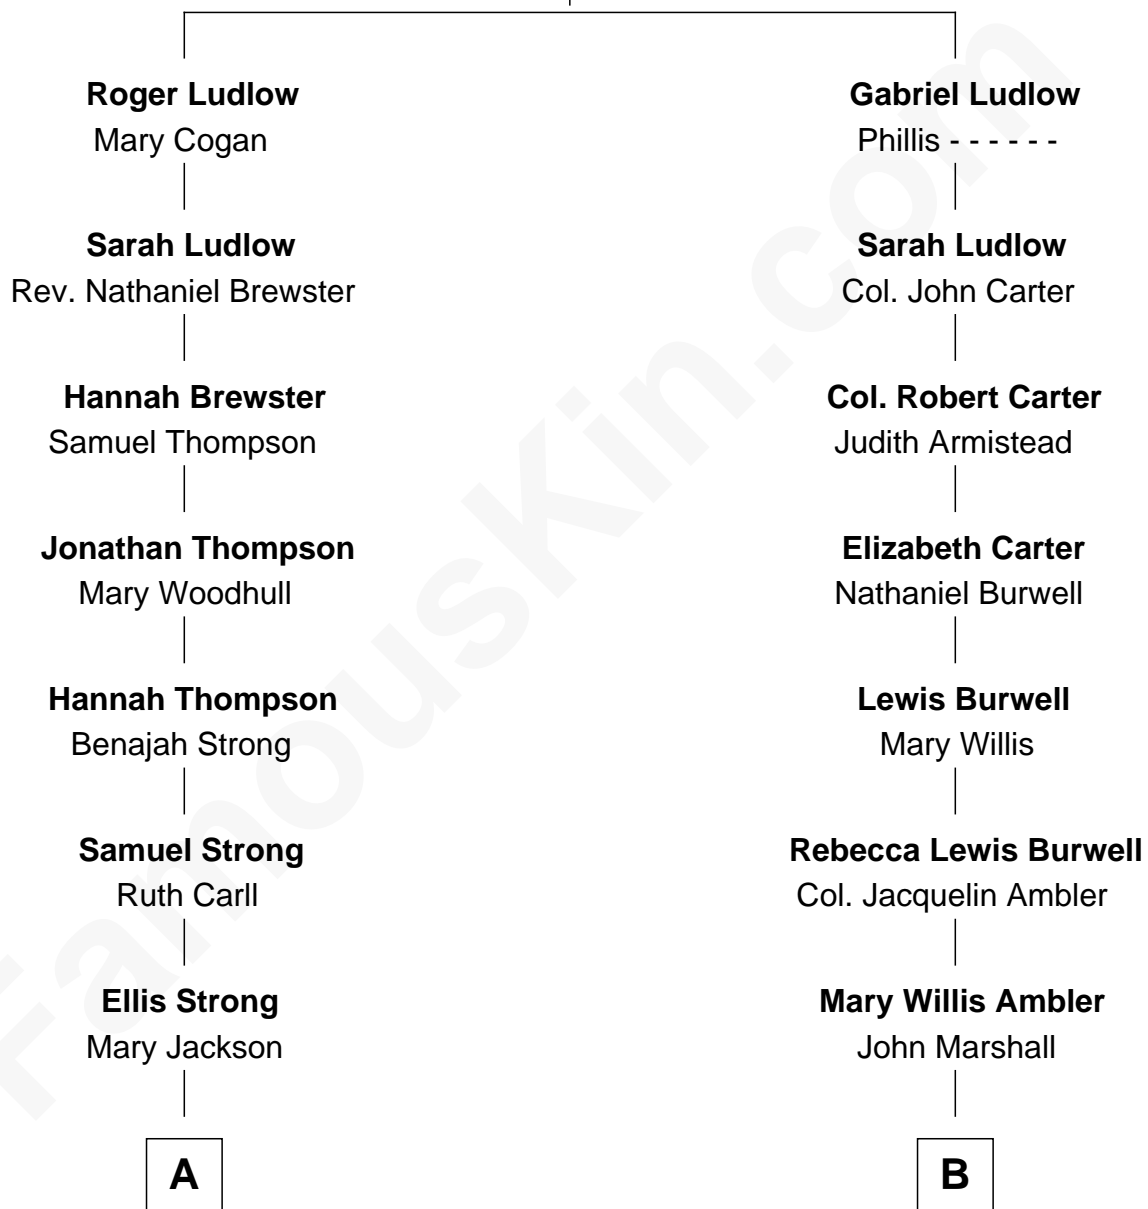 Roger Ludlow
Mary Cogan
Sarah Ludlow
Rev. Nathaniel Brewster
Hannah Brewster
Samuel Thompson
Jonathan Thompson
Mary Woodhull
Hannah Thompson
Benajah Strong
Samuel Strong
Ruth Carll
Ellis Strong
Mary Jackson
A
Gabriel Ludlow
Phillis - - - - - -
Sarah Ludlow
Col. John Carter
Col. Robert Carter
Judith Armistead
Elizabeth Carter
Nathaniel Burwell
Lewis Burwell
Mary Willis
Rebecca Lewis Burwell
Col. Jacquelin Ambler
Mary Willis Ambler
John Marshall
B
FamousKin.com